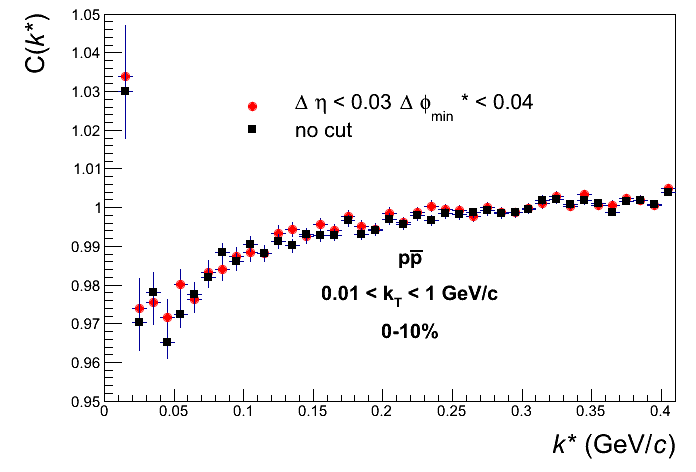 C(k*)
1.05
1.04
1.03
1.02
1.01
1
0.99
0.98
0.97
0.96
0.95
Δ η < 0.03 Δ ϕmin * < 0.04
no cut
pp̅
0.01 < kT < 1 GeV/c
0-10%
0 0.05 0.1 0.15 0.2 0.25 0.3 0.35 0.4
k* (GeV/c)